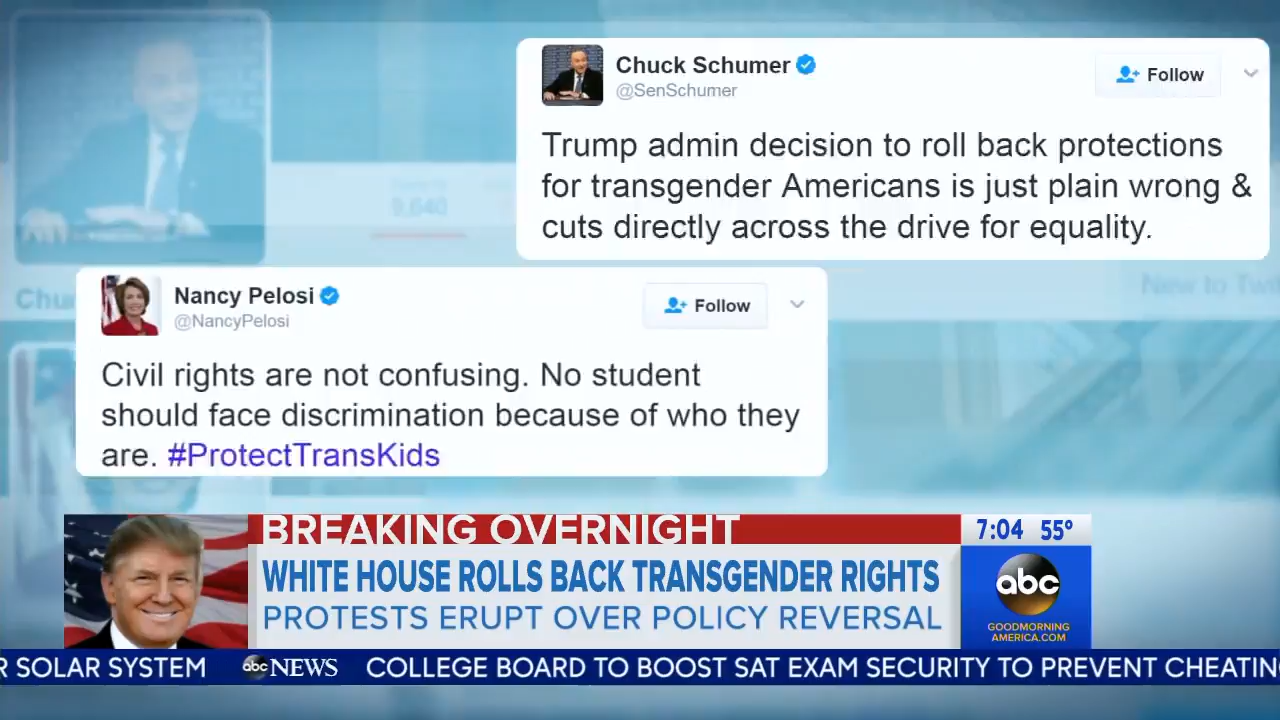 Chuck Schumer
Follow
@SenSchumer
Trump admin decision to roll back protections
for transgender Americans is just plain wrong &
cuts directly across the drive for equality.
9,640
Nancy Pelosi
Follow
@NancyPelosi
Civil rights are not confusing. No student
should face discrimination because of who they
are. #ProtectTransKids
BREAKING OVERNIGHT
WHITE HOUSE ROLLS BACK TRANSGENDER RIGHTS
PROTESTS ERUPT OVER POLICY REVERSAL
7:04 55°
abc
GOODMORNING
AMERICA.COM
R SOLAR SYSTEM abc NEWS COLLEGE BOARD TO BOOST SAT EXAM SECURITY TO PREVENT CHEATIN